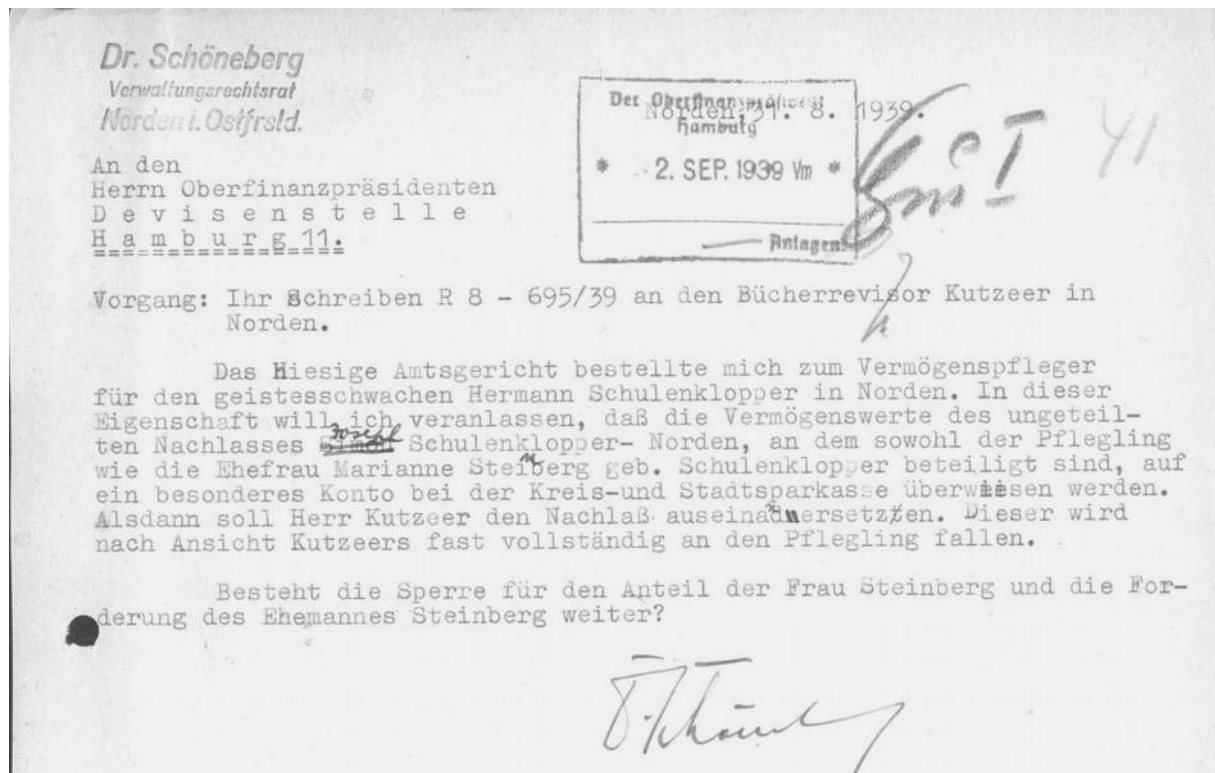 Dr. Schöneberg
Verwaltungsrechtsrat
Norden i. Ostfrsld.
Norden, 31. 8. 1939.
Der Oberfinanzpräsident
Hamburg
* 2. SEP. 1939 Vm *
Anlagen
41
An den
Herrn Oberfinanzpräsidenten
D e v i s e n s t e l l e
H a m b u r g 11.
Vorgang: Ihr Schreiben R 8 - 695/39 an den Bücherrevisor Kutzeer in
Norden.
Das Hiesige Amtsgericht bestellte mich zum Vermögenspfleger
für den geistesschwachen Hermann Schulenklopper in Norden. In dieser
Eigenschaft will ich veranlassen, daß die Vermögenswerte des ungeteil-
ten Nachlasses Schulenklopper- Norden, an dem sowohl der Pflegling
wie die Ehefrau Marianne Steinberg geb. Schulenklopper beteiligt sind, auf
ein besonderes Konto bei der Kreis-und Stadtsparkasse überwiesen werden.
Alsdann soll Herr Kutzeer den Nachlaß auseinandersetzen. Dieser wird
nach Ansicht Kutzeers fast vollständig an den Pflegling fallen.
Besteht die Sperre für den Anteil der Frau Steinberg und die For-
derung des Ehemannes Steinberg weiter?